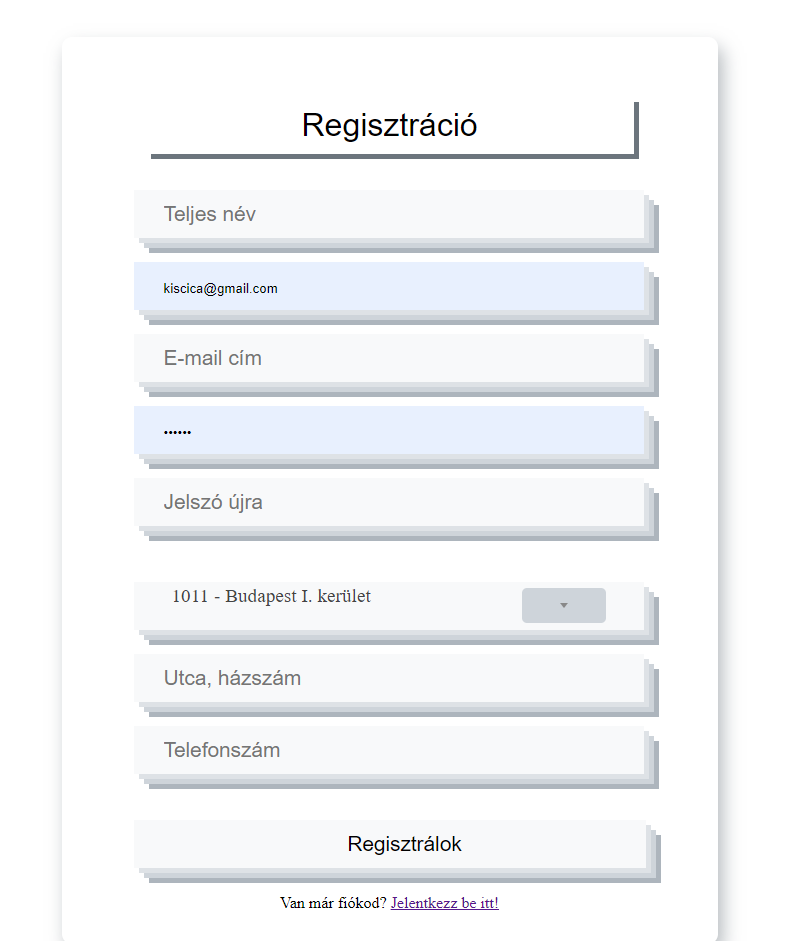 Regisztráció
Teljes név
kiscica@gmail.com
E-mail cím
••••••
Jelszó újra
1011 - Budapest I. kerület
Utca, házszám
Telefonszám
Regisztrálok
Van már fiókod? Jelentkezz be itt!